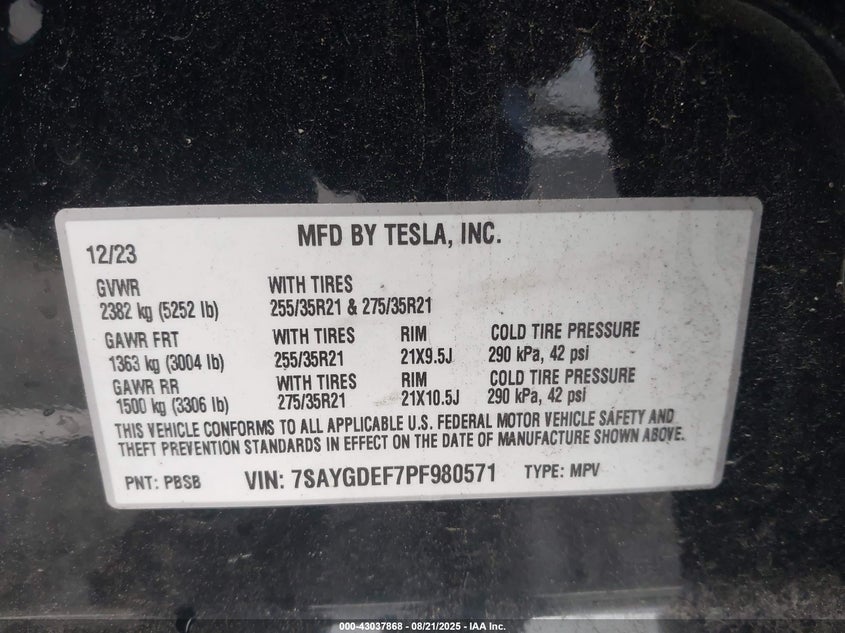 MFD BY TESLA, INC.
12/23
GVWR WITH TIRES
2382 kg (5252 lb) 255/35R21 & 275/35R21
GAWR FRT WITH TIRES RIM COLD TIRE PRESSURE
1363 kg (3004 lb) 255/35R21 21X9.5J 290 kPa, 42 psi
GAWR RR WITH TIRES RIM COLD TIRE PRESSURE
1500 kg (3306 lb) 275/35R21 21X10.5J 290 kPa, 42 psi
THIS VEHICLE CONFORMS TO ALL APPLICABLE U.S. FEDERAL MOTOR VEHICLE SAFETY AND
THEFT PREVENTION STANDARDS IN EFFECT ON THE DATE OF MANUFACTURE SHOWN ABOVE.
PNT: PBSB VIN: 7SAYGDEF7PF980571 TYPE: MPV
000-43037868 - 08/21/2025 - IAA Inc.